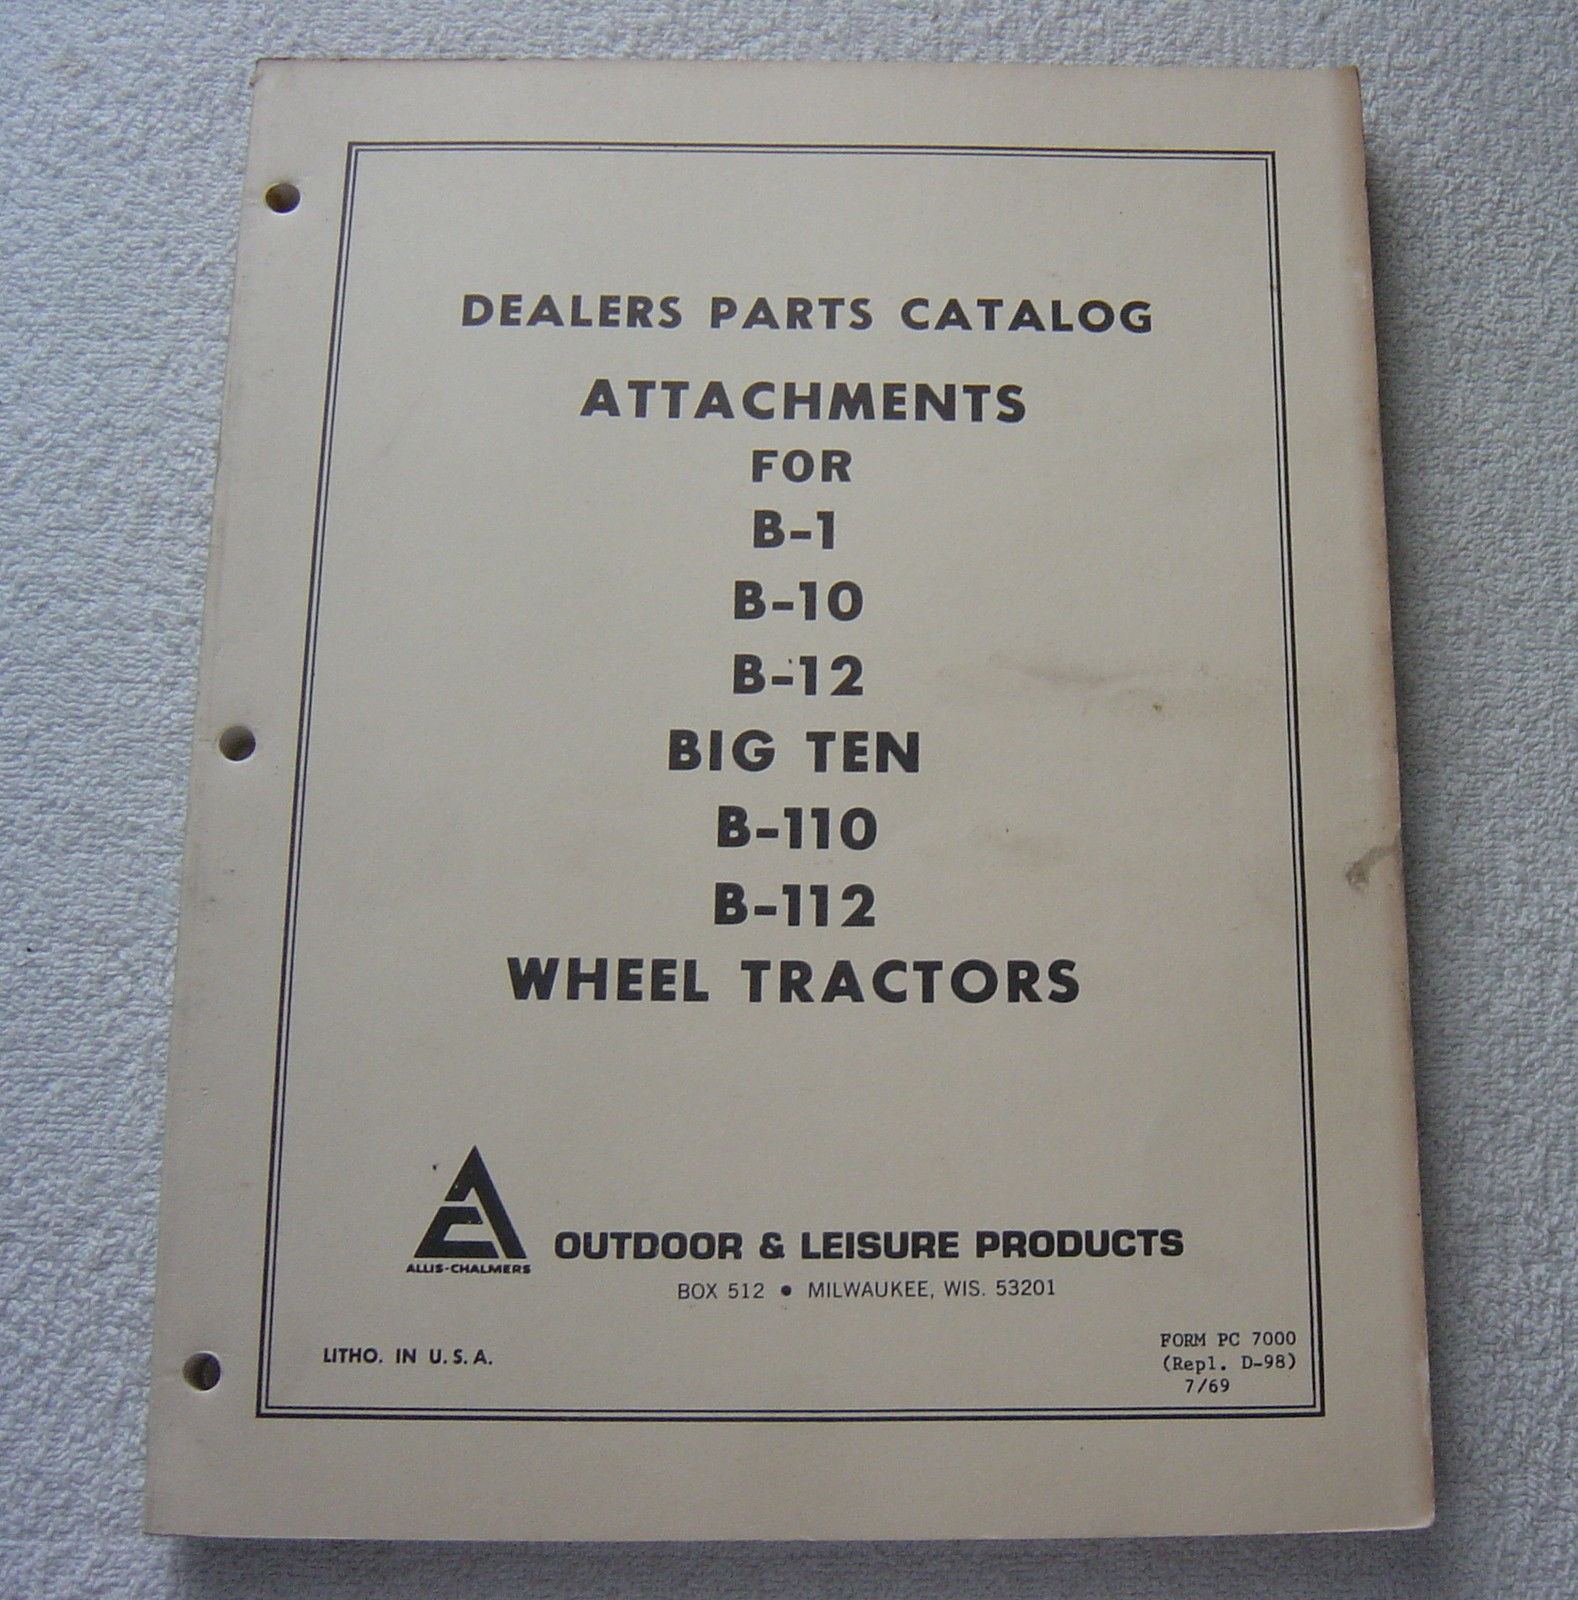 DEALERS PARTS CATALOG
ATTACHMENTS
FOR
B-1
B-10
B-12
BIG TEN
B-110
B-112
WHEEL TRACTORS
ALLIS-CHALMERS
OUTDOOR & LEISURE PRODUCTS
BOX 512 • MILWAUKEE, WIS. 53201
LITHO. IN U.S.A.
FORM PC 7000
(Repl. D-98)
7/69